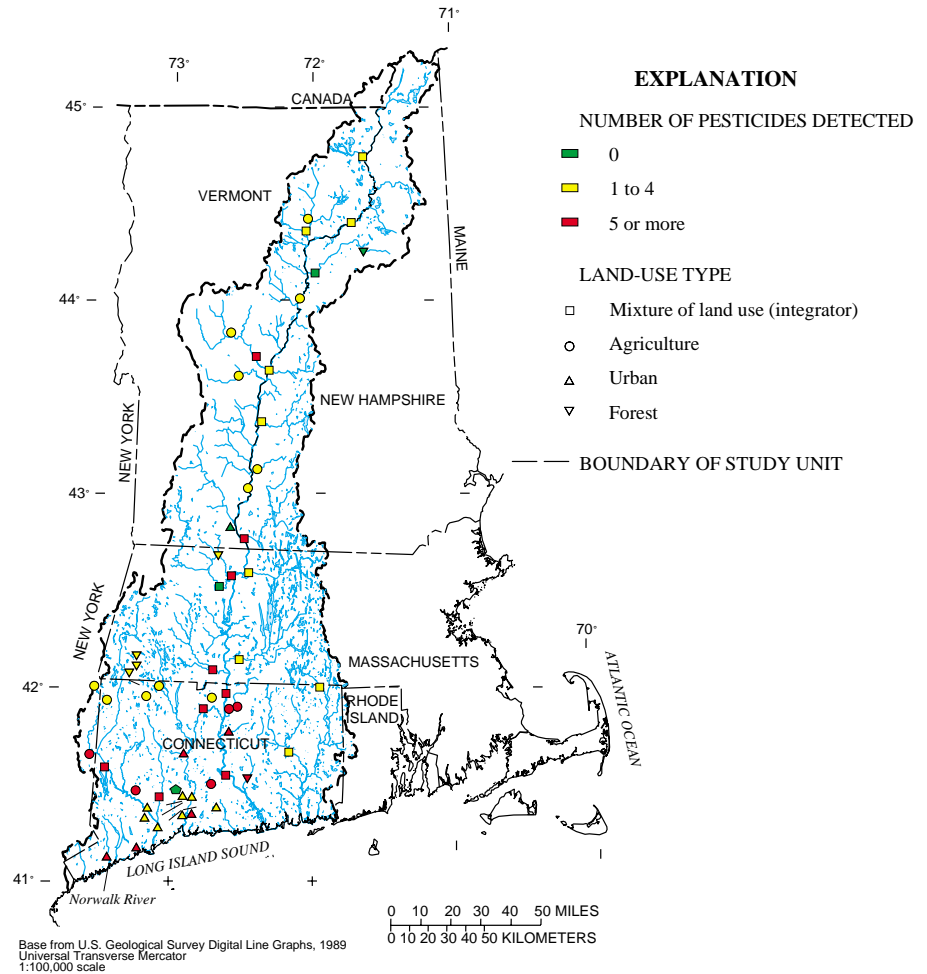 71°
73°
72°
EXPLANATION
CANADA
45°
NUMBER OF PESTICIDES DETECTED
0
1 to 4
VERMONT
5 or more
MAINE
LAND-USE TYPE
44°
Mixture of land use (integrator)
Agriculture
Urban
NEW HAMPSHIRE
Forest
NEW YORK
BOUNDARY OF STUDY UNIT
43°
NEW YORK
70°
MASSACHUSETTS
42°
RHODE
ISLAND
ATLANTIC OCEAN
CONNECTICUT
LONG ISLAND SOUND
41°
Norwalk River
0 10 20 30 40 50 MILES
0 10 20 30 40 50 KILOMETERS
Base from U.S. Geological Survey Digital Line Graphs, 1989
Universal Transverse Mercator
1:100,000 scale